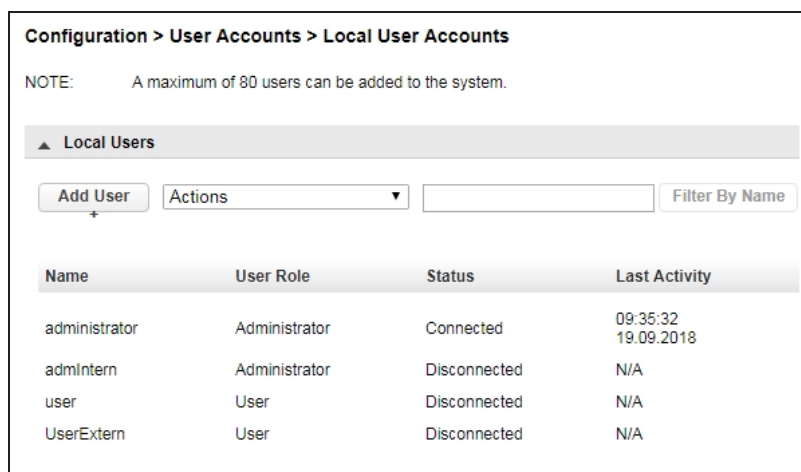 Configuration > User Accounts > Local User Accounts
NOTE: A maximum of 80 users can be added to the system.
Local Users
Add User + Actions Filter By Name
Name User Role Status Last Activity
administrator Administrator Connected 09:35:32
19.09.2018
admIntern Administrator Disconnected N/A
user User Disconnected N/A
UserExtern User Disconnected N/A